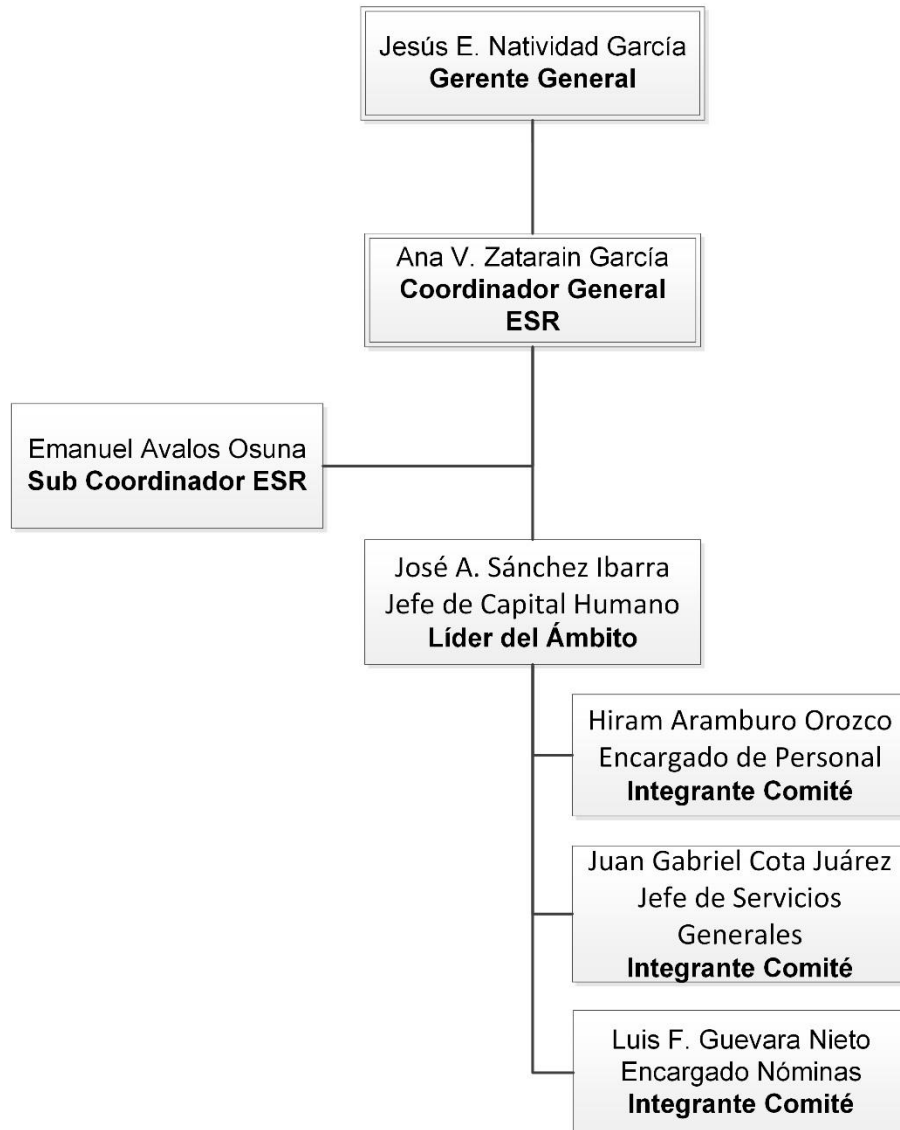 Jesús E. Natividad García
Gerente General
Ana V. Zatarain García
Coordinador General
ESR
Emanuel Avalos Osuna
Sub Coordinador ESR
José A. Sánchez Ibarra
Jefe de Capital Humano
Líder del Ámbito
Hiram Aramburo Orozco
Encargado de Personal
Integrante Comité
Juan Gabriel Cota Juárez
Jefe de Servicios
Generales
Integrante Comité
Luis F. Guevara Nieto
Encargado Nóminas
Integrante Comité